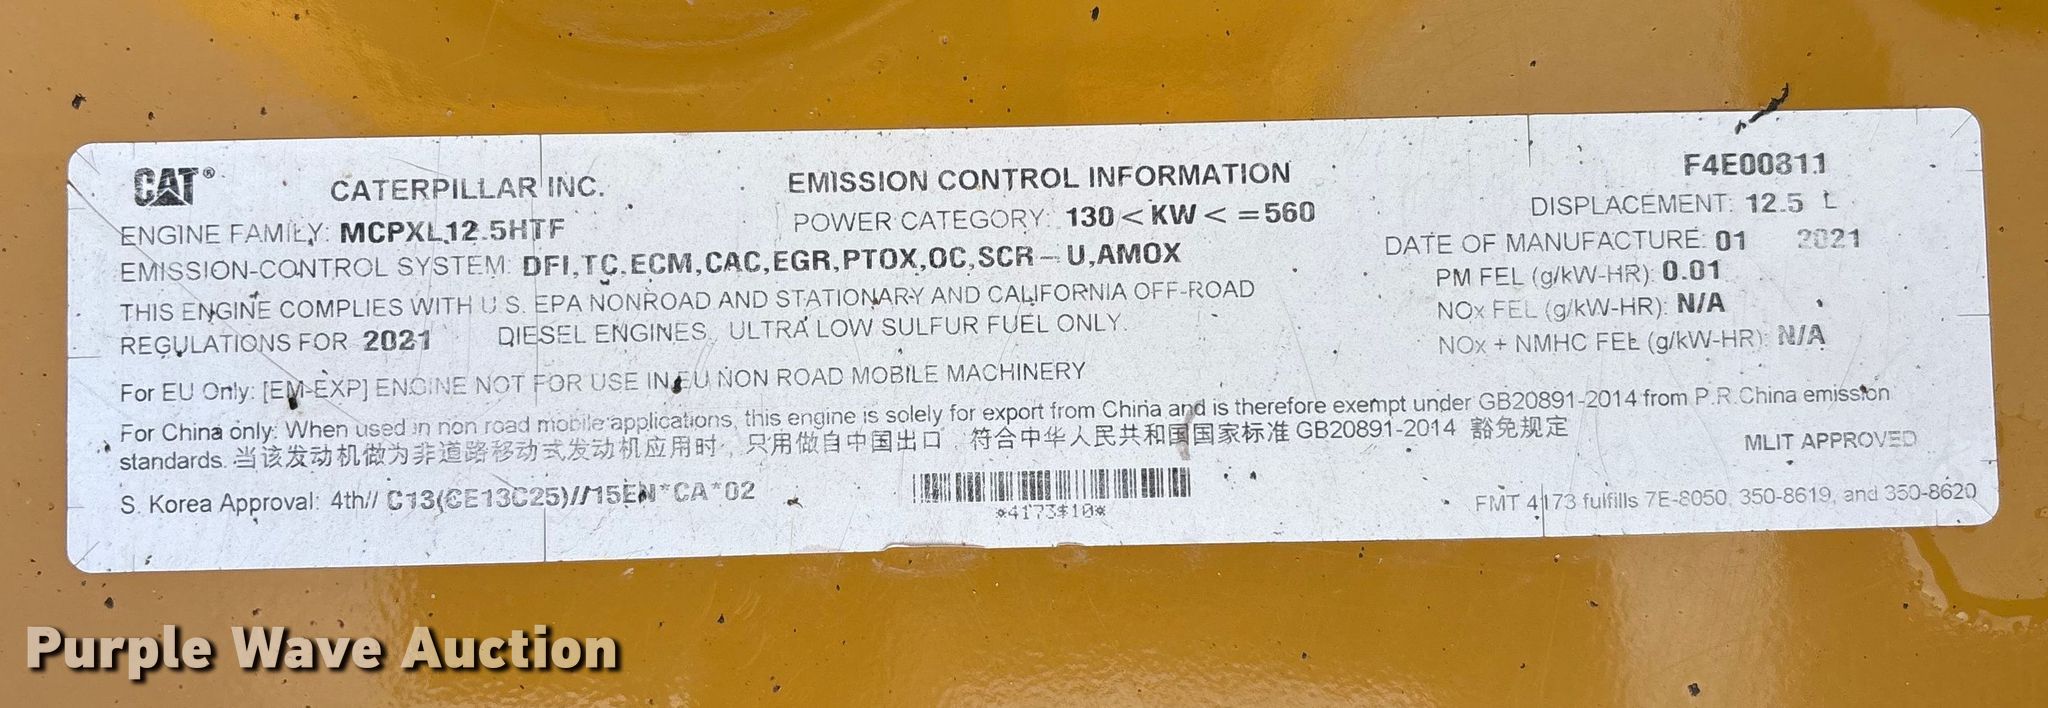 CAT®
CATERPILLAR INC.
EMISSION CONTROL INFORMATION
F4E00811
ENGINE FAMILY: MCPXL12.5HTF
POWER CATEGORY: 130 < KW < = 560
DISPLACEMENT: 12.5 L
EMISSION-CONTROL SYSTEM: DFI,TC,ECM,CAC,EGR,PTOX,OC,SCR-U,AMOX
DATE OF MANUFACTURE: 01 2021
THIS ENGINE COMPLIES WITH U.S. EPA NONROAD AND STATIONARY AND CALIFORNIA OFF-ROAD
PM FEL (g/kW-HR): 0.01
REGULATIONS FOR 2021 DIESEL ENGINES. ULTRA LOW SULFUR FUEL ONLY.
NOx FEL (g/kW-HR): N/A
NOx + NMHC FEL (g/kW-HR): N/A
For EU Only: [EM-EXP] ENGINE NOT FOR USE IN EU NON ROAD MOBILE MACHINERY
For China only: When used in non road mobile applications, this engine is solely for export from China and is therefore exempt under GB20891-2014 from P.R.China emission
standards. 当该发动机做为非道路移动式发动机应用时，只用做自中国出口，符合中华人民共和国国家标准 GB20891-2014 豁免规定
MLIT APPROVED
S. Korea Approval: 4th// C13(CE13C25)//15EN*CA*02
*4173$10*
FMT 4173 fulfills 7E-8050, 350-8619, and 350-8620
Purple Wave Auction